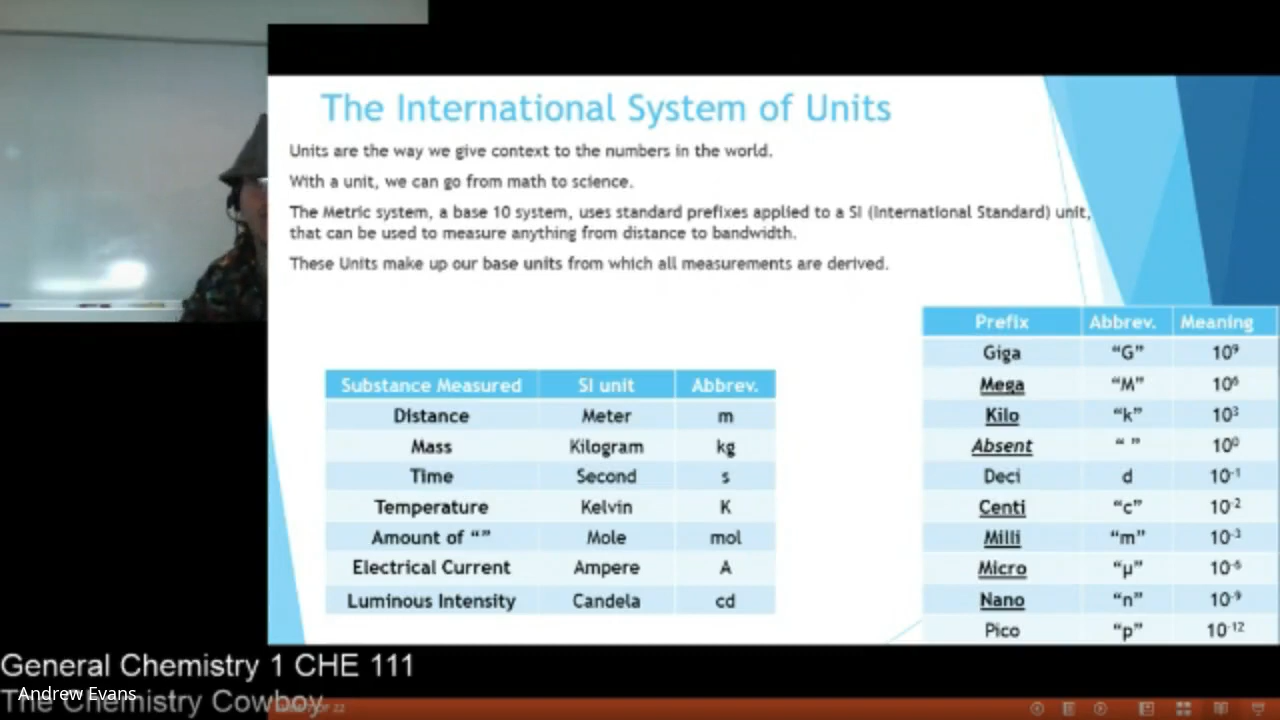 The International System of Units
Units are the way we give context to the numbers in the world.
With a unit, we can go from math to science.
The Metric system, a base 10 system, uses standard prefixes applied to a SI (International Standard) unit,
that can be used to measure anything from distance to bandwidth.
These Units make up our base units from which all measurements are derived.
Substance Measured SI unit Abbrev.
Distance Meter m
Mass Kilogram kg
Time Second s
Temperature Kelvin K
Amount of “” Mole mol
Electrical Current Ampere A
Luminous Intensity Candela cd
Prefix Abbrev. Meaning
Giga “G” 10⁹
Mega “M” 10⁶
Kilo “k” 10³
Absent “ ” 10⁰
Deci d 10⁻¹
Centi “c” 10⁻²
Milli “m” 10⁻³
Micro “µ” 10⁻⁶
Nano “n” 10⁻⁹
Pico “p” 10⁻¹²
General Chemistry 1 CHE 111
Andrew Evans
The Chemistry Cowboy
OF 22